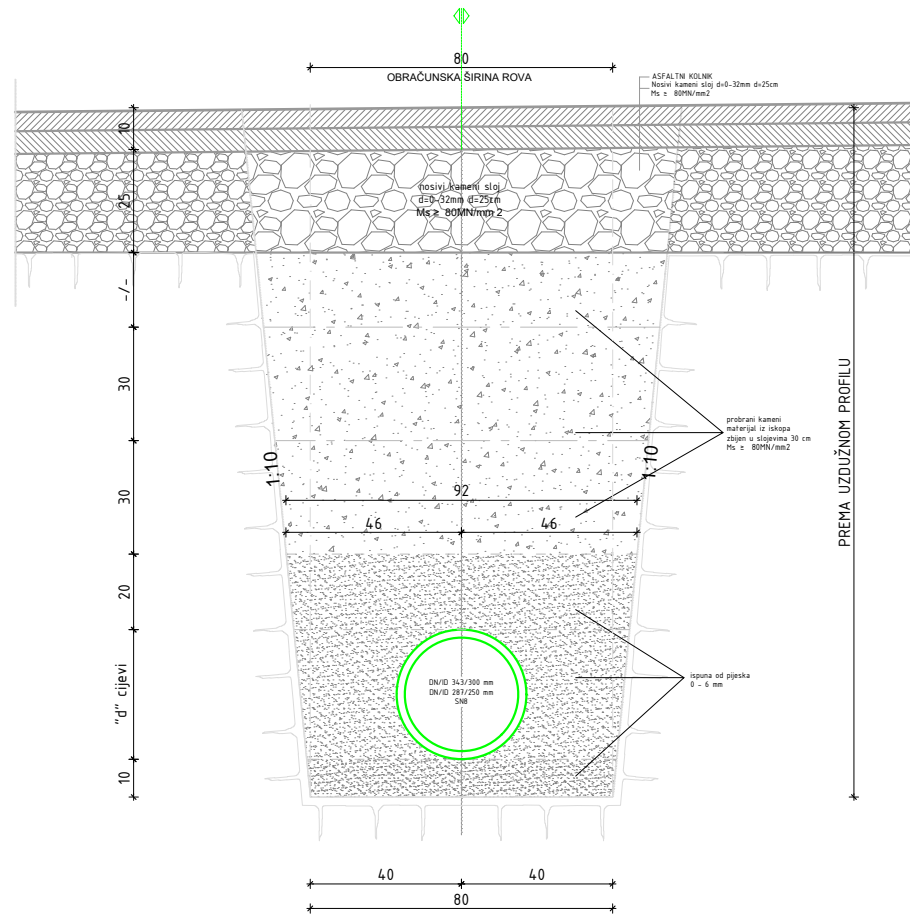 80
OBRAČUNSKA ŠIRINA ROVA
ASFALTNI KOLNIK
Nosivi kameni sloj d=0-32mm d=25cm
Ms ≥ 80MN/mm2
10
25
nosivi kameni sloj
d=0-32mm d=25cm
Ms ≥ 80MN/mm 2
-/-
30
30
20
"d" cijevi
10
1:10
1:10
92
46
46
probrani kameni
materijal iz iskopa
zbijen u slojevima 30 cm
Ms ≥ 80MN/mm2
PREMA UZDUŽNOM PROFILU
DN/ID 343/300 mm
DN/ID 287/250 mm
SN8
ispuna od pijeska
0 - 6 mm
40
40
80